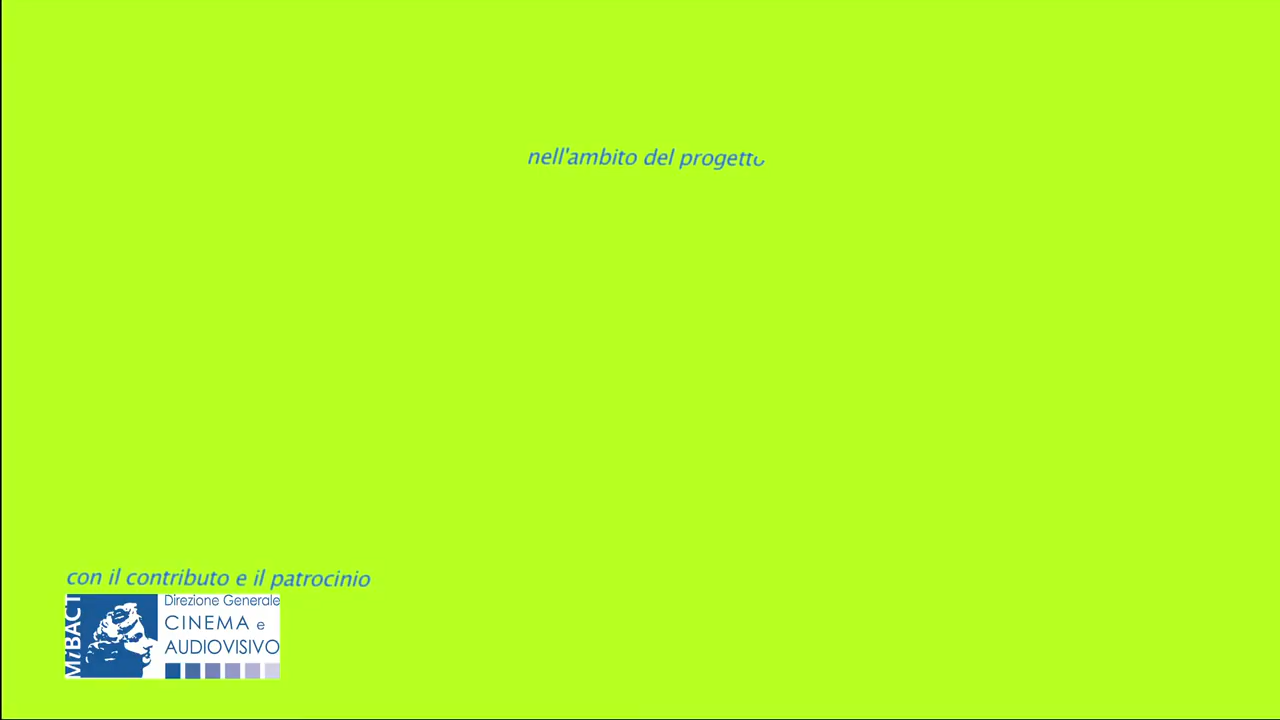 nell'ambito del progetto
con il contributo e il patrocinio
MiBACT
Direzione Generale
CINEMA e
AUDIOVISIVO